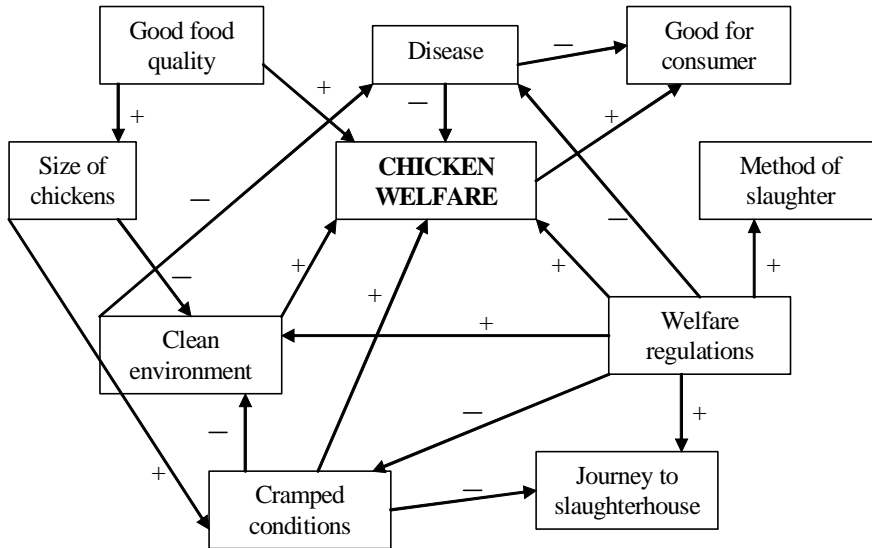 Good food
quality
Disease
Good for
consumer
—
+
+
—
+
Size of
chickens
CHICKEN
WELFARE
Method of
slaughter
—
—
—
+
+
+
+
Clean
environment
+
Welfare
regulations
—
—
+
+
Cramped
conditions
—
Journey to
slaughterhouse